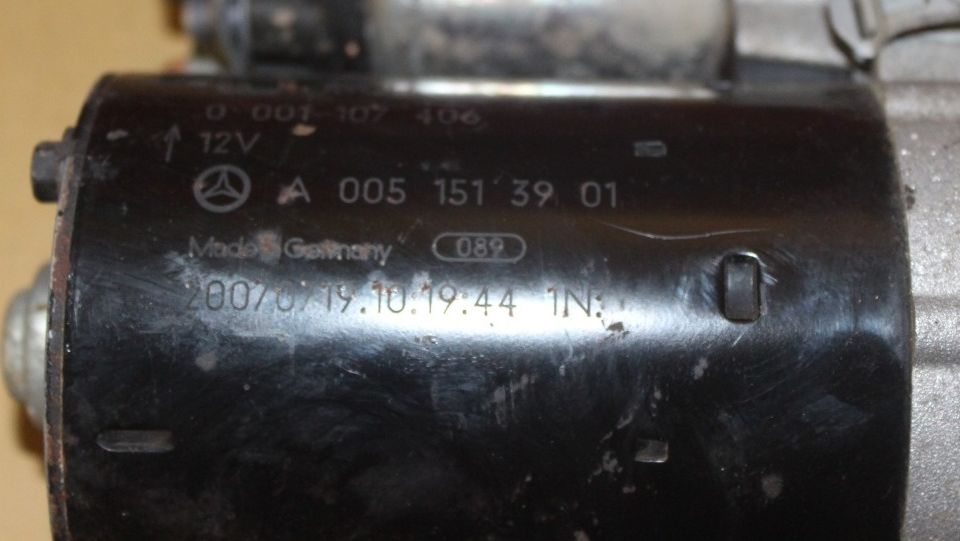 0 001 107 406
12V
A 005 151 39 01
Made in Germany 089
20070719.10:19:44 1N: